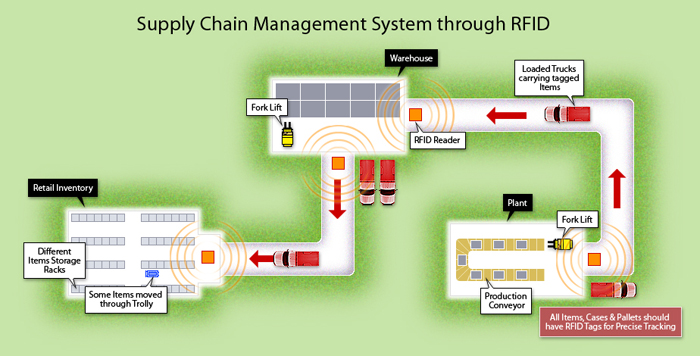 Supply Chain Management System through RFID
Warehouse
Loaded Trucks
carrying tagged
Items
Fork Lift
RFID Reader
Retail Inventory
Plant
Fork Lift
Different
Items Storage
Racks
Some Items moved
through Trolly
Production
Conveyor
All Items, Cases & Pallets should
have RFID Tags for Precise Tracking